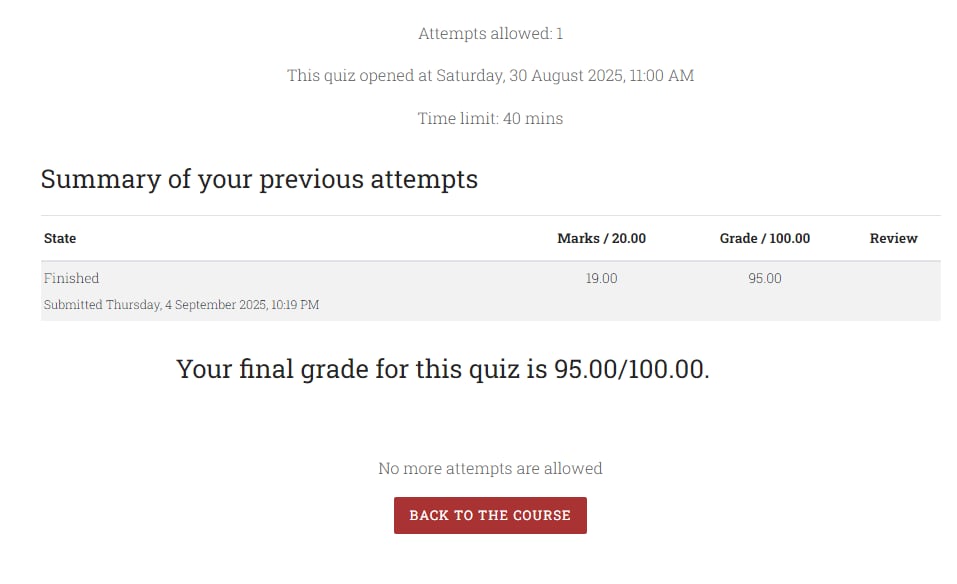 Attempts allowed: 1
This quiz opened at Saturday, 30 August 2025, 11:00 AM
Time limit: 40 mins
Summary of your previous attempts
State Marks / 20.00 Grade / 100.00 Review
Finished 19.00 95.00
Submitted Thursday, 4 September 2025, 10:19 PM
Your final grade for this quiz is 95.00/100.00.
No more attempts are allowed
BACK TO THE COURSE